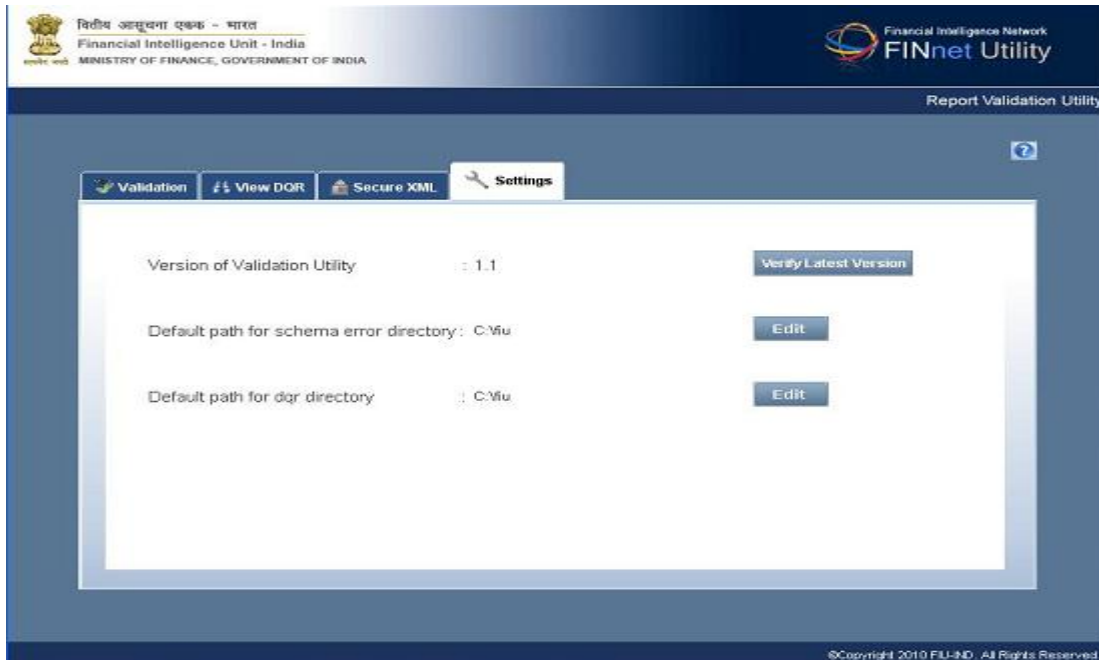 वित्तीय आसूचना एकक - भारत
Financial Intelligence Unit - India
MINISTRY OF FINANCE, GOVERNMENT OF INDIA
Financial Intelligence Network
FINnet Utility
Report Validation Utility
Validation
View DQR
Secure XML
Settings
Version of Validation Utility : 1.1
Verify Latest Version
Default path for schema error directory : C:\fiu
Edit
Default path for dqr directory : C:\fiu
Edit
©Copyright 2010 FIU-IND. All Rights Reserved